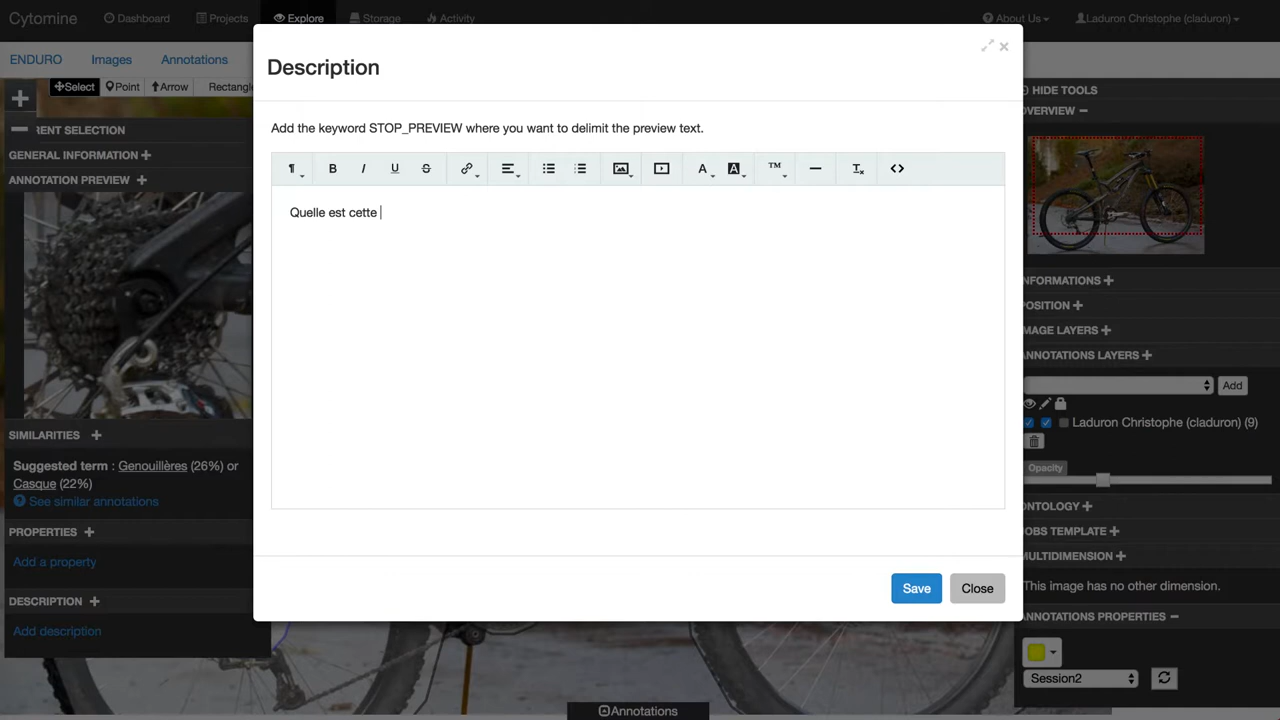 Cytomine Dashboard Projects Explore Storage Activity About Us Laduron Christophe (claduron)
ENDURO Images Annotations
Select Point Arrow Rectangle
RENT SELECTION
GENERAL INFORMATION
ANNOTATION PREVIEW
SIMILARITIES
Suggested term : Genouillères (26%) or
Casque (22%)
See similar annotations
PROPERTIES
Add a property
DESCRIPTION
Add description
Description
Add the keyword STOP_PREVIEW where you want to delimit the preview text.
Quelle est cette
Save Close
HIDE TOOLS
OVERVIEW
INFORMATIONS
POSITION
IMAGE LAYERS
ANNOTATIONS LAYERS
Add
Laduron Christophe (claduron) (9)
Opacity
ONTOLOGY
JOBS TEMPLATE
MULTIDIMENSION
This image has no other dimension.
ANNOTATIONS PROPERTIES
Session2
Annotations